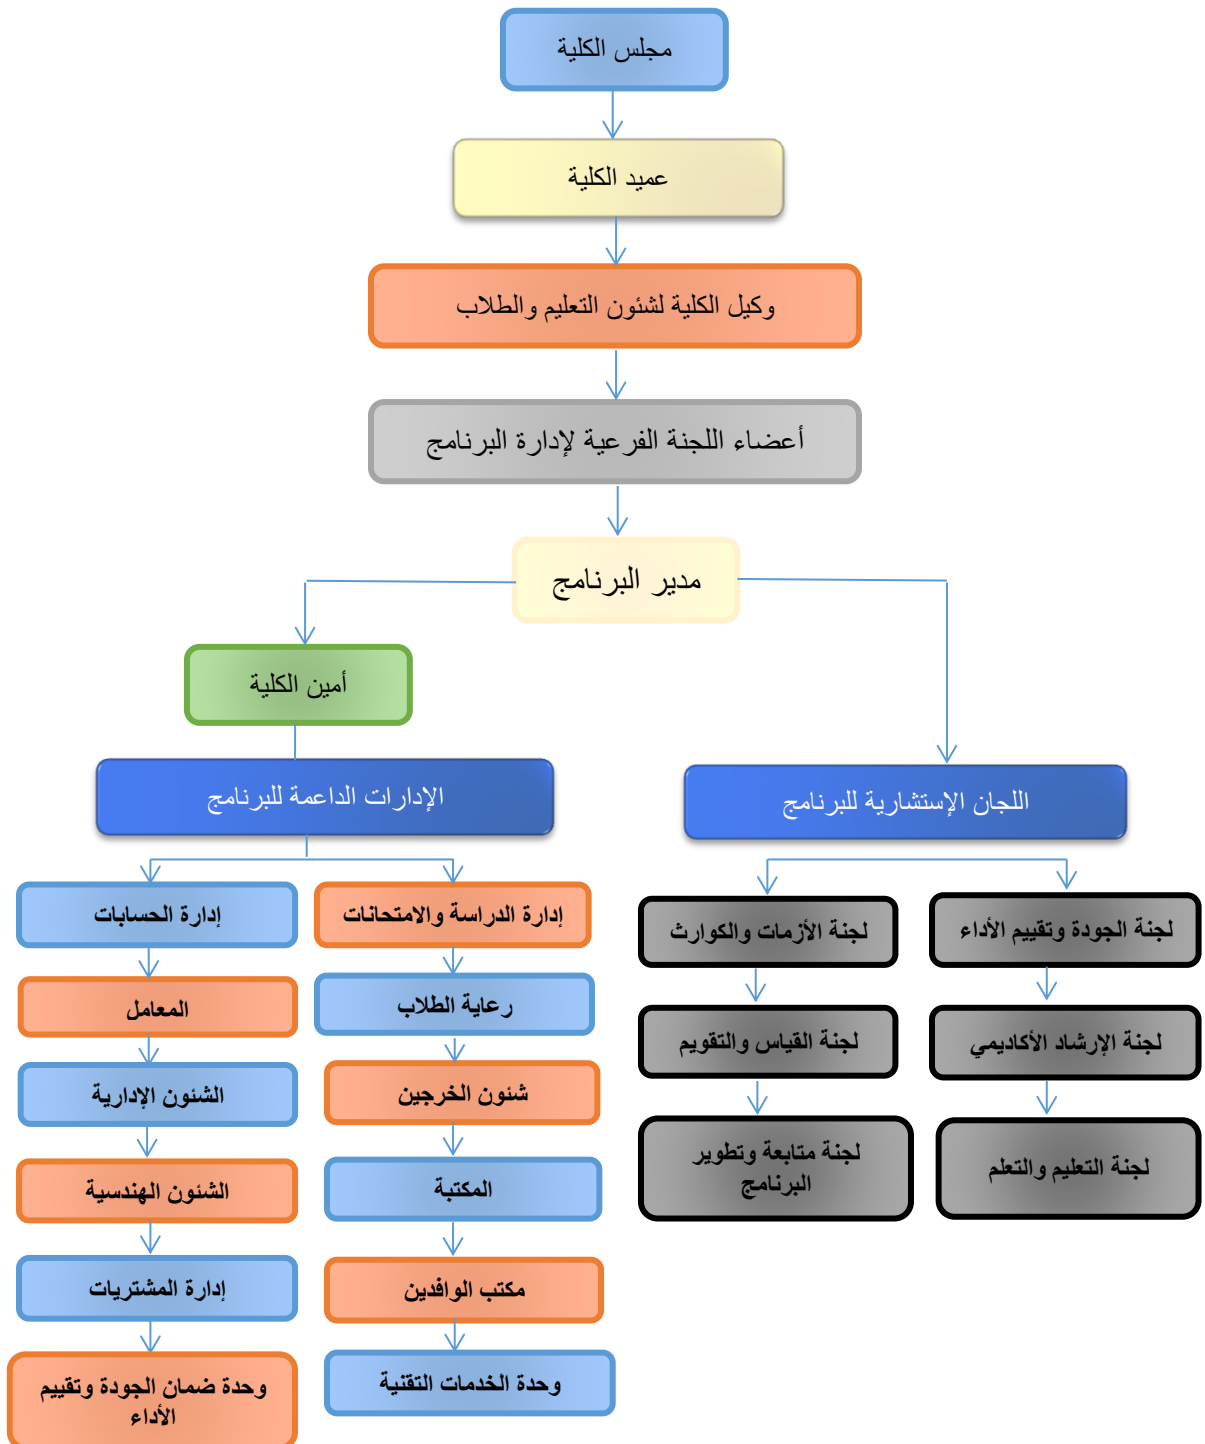 مجلس الكلية
عميد الكلية
وكيل الكلية لشئون التعليم والطلاب
أعضاء اللجنة الفرعية لإدارة البرنامج
مدير البرنامج
أمين الكلية
اللجان الإستشارية للبرنامج
الإدارات الداعمة للبرنامج
لجنة الجودة وتقييم الأداء
لجنة الأزمات والكوارث
إدارة الدراسة والامتحانات
إدارة الحسابات
لجنة الإرشاد الأكاديمي
لجنة القياس والتقويم
رعاية الطلاب
المعامل
لجنة التعليم والتعلم
لجنة متابعة وتطوير
البرنامج
شئون الخرجين
الشئون الإدارية
المكتبة
الشئون الهندسية
مكتب الوافدين
إدارة المشتريات
وحدة الخدمات التقنية
وحدة ضمان الجودة وتقييم
الأداء